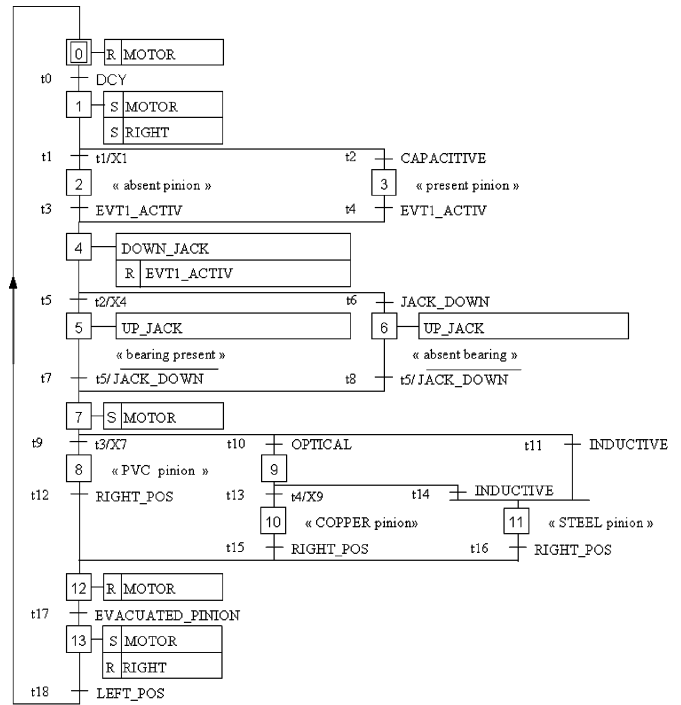 0 R MOTOR
t0 DCY
1 S MOTOR
S RIGHT
t1 t1/X1 t2 CAPACITIVE
2 « absent pinion » 3 « present pinion »
t3 EVT1_ACTIV t4 EVT1_ACTIV
4 DOWN_JACK
R EVT1_ACTIV
t5 t2/X4 t6 JACK_DOWN
5 UP_JACK 6 UP_JACK
« bearing present » « absent bearing »
t7 t5/JACK_DOWN t8 t5/JACK_DOWN
7 S MOTOR
t9 t3/X7 t10 OPTICAL t11 INDUCTIVE
8 « PVC pinion » 9
t12 RIGHT_POS t13 t4/X9 t14 INDUCTIVE
10 « COPPER pinion» 11 « STEEL pinion »
t15 RIGHT_POS t16 RIGHT_POS
12 R MOTOR
t17 EVACUATED_PINION
13 S MOTOR
R RIGHT
t18 LEFT_POS